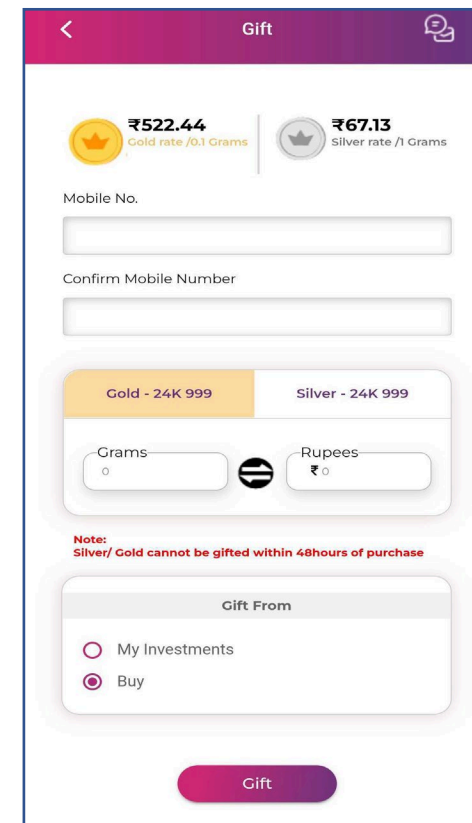 Gift
₹522.44
Gold rate /0.1 Grams
₹67.13
Silver rate /1 Grams
Mobile No.
Confirm Mobile Number
Gold - 24K 999
Silver - 24K 999
Grams
0
Rupees
₹ 0
Note:
Silver/ Gold cannot be gifted within 48hours of purchase
Gift From
My Investments
Buy
Gift